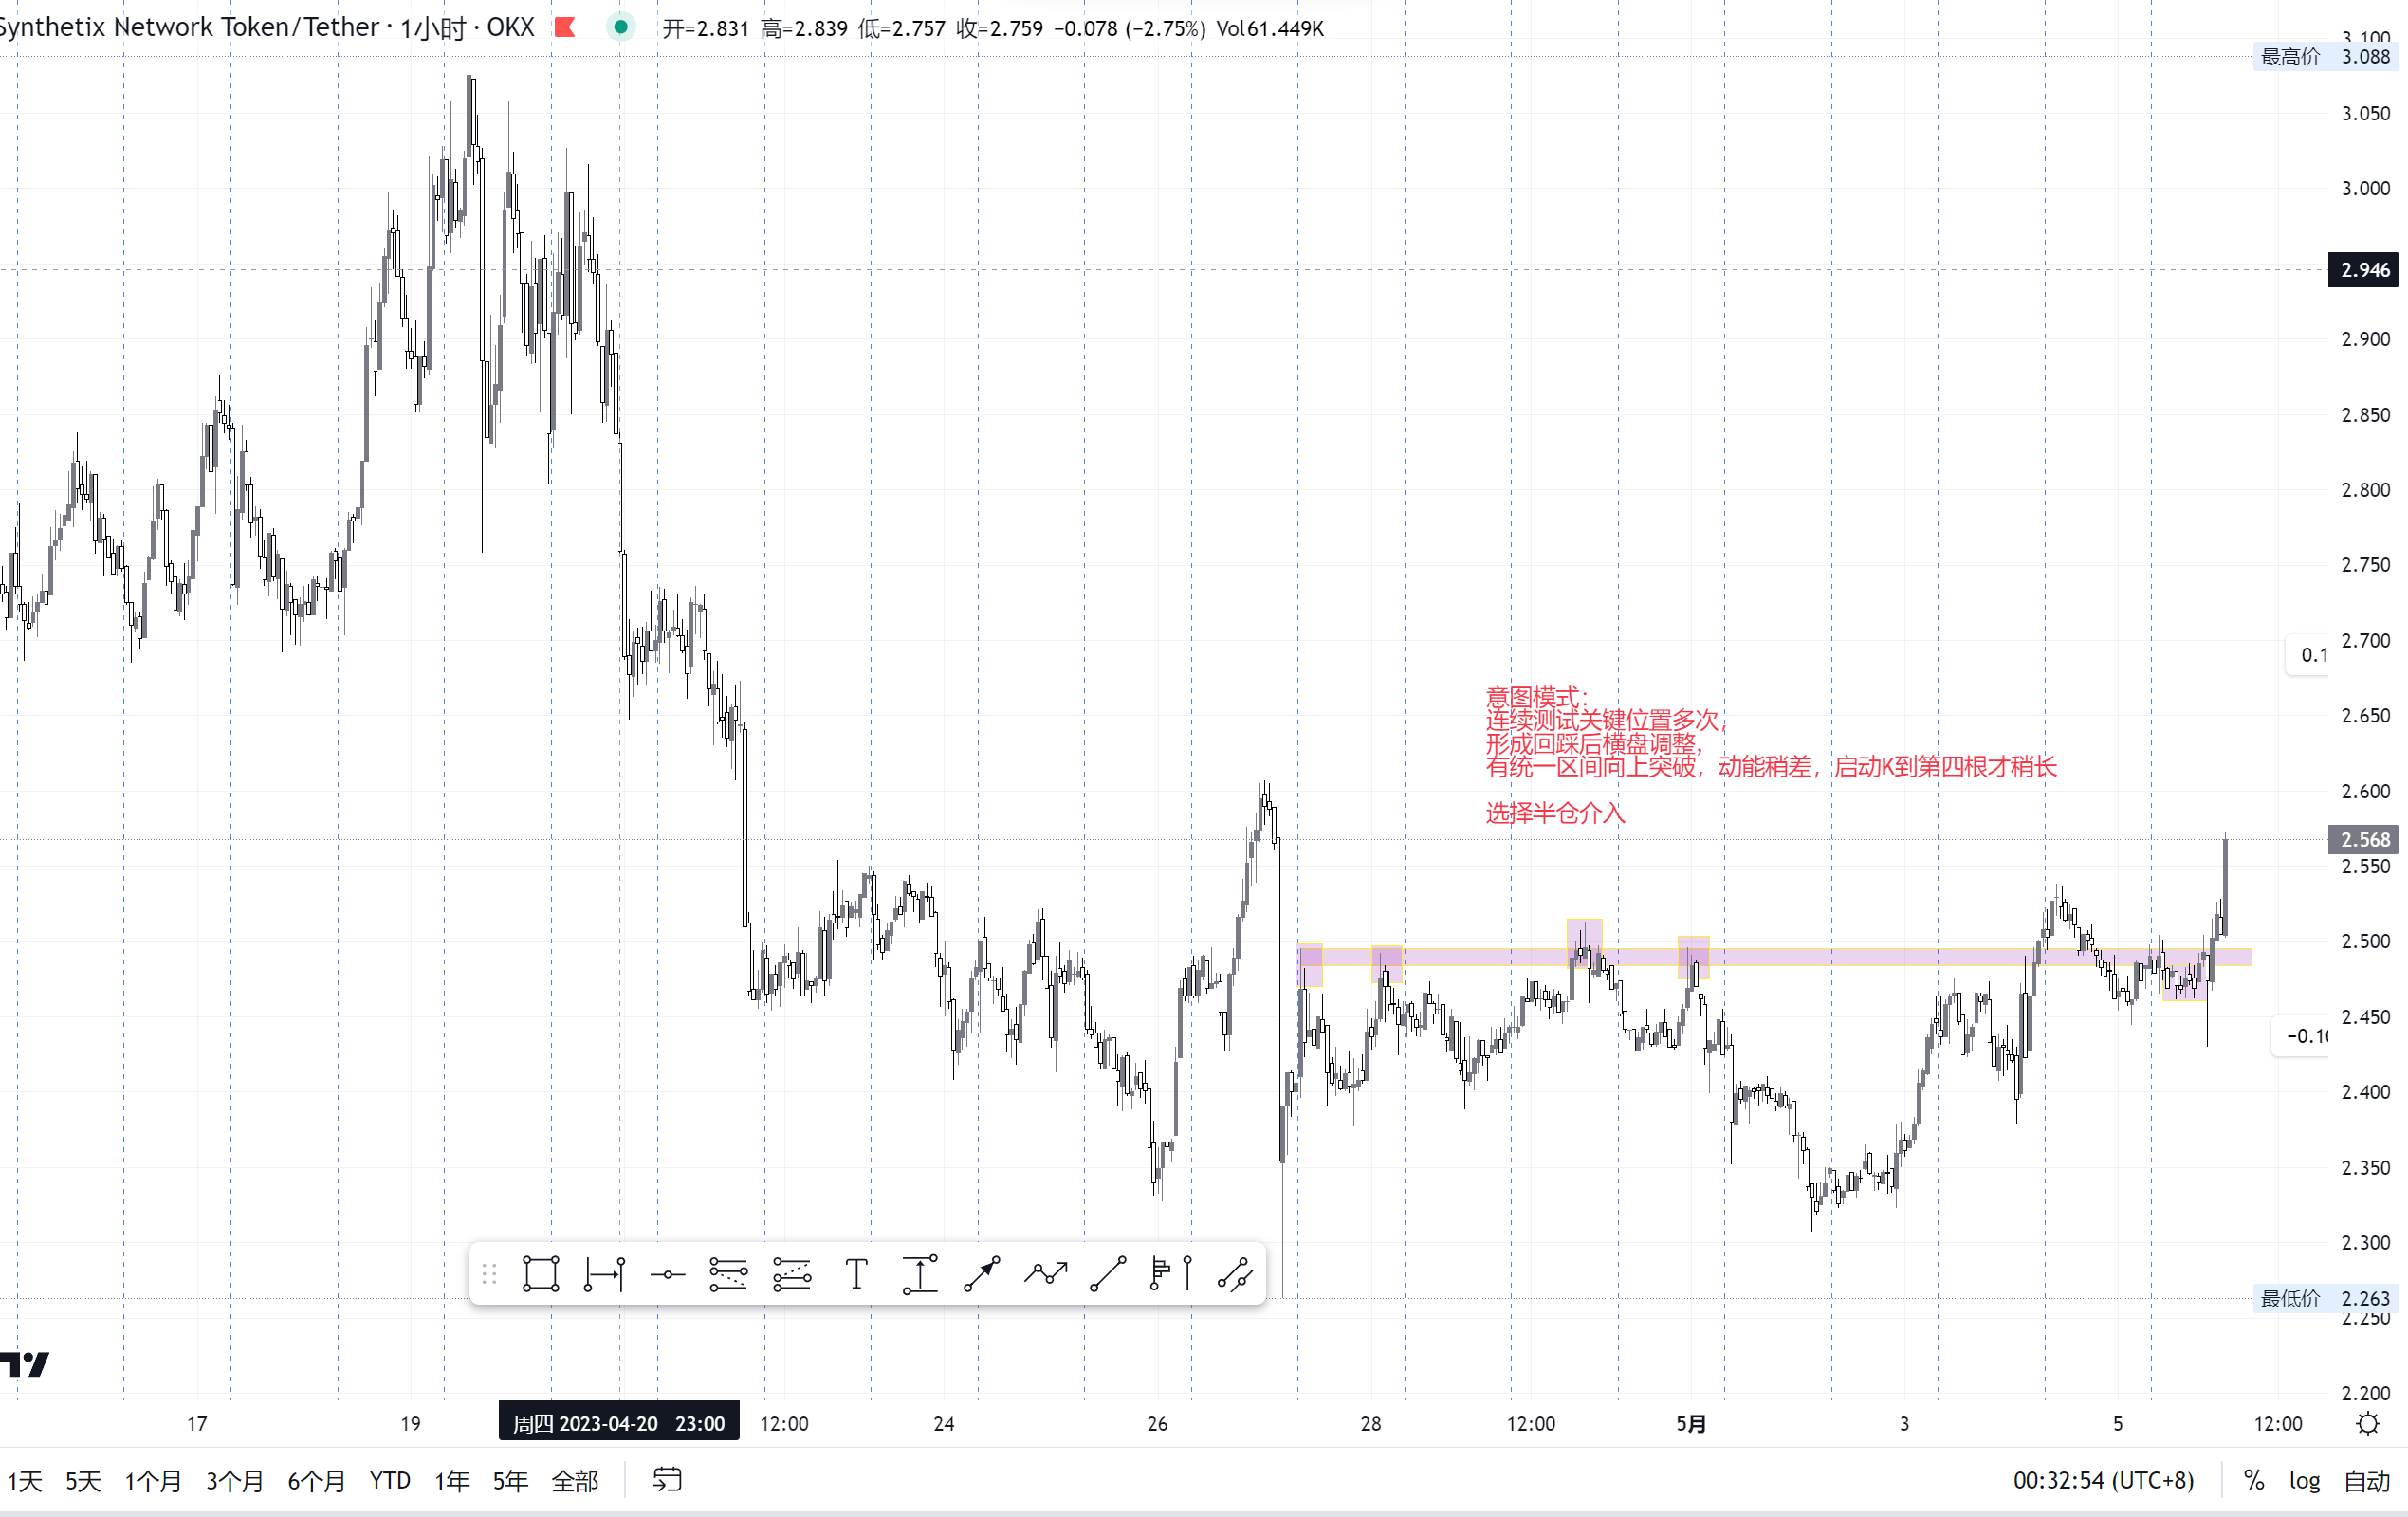 Synthetix Network Token/Tether · 1小时 · OKX 开=2.831 高=2.839 低=2.757 收=2.759 −0.078 (−2.75%) Vol61.449K
3.100
最高价 3.088
3.050
3.000
2.946
2.900
2.850
2.800
2.750
2.700
0.1
2.650
意图模式：
连续测试关键位置多次，
形成回踩后横盘调整，
有统一区间向上突破，动能稍差，启动K到第四根才稍长
2.600
选择半仓介入
2.568
2.550
2.500
2.450
−0.1
2.400
2.350
2.300
最低价 2.263
2.250
2.200
17 19 周四 2023-04-20 23:00 12:00 24 26 28 12:00 5月 3 5 12:00
1天 5天 1个月 3个月 6个月 YTD 1年 5年 全部 00:32:54 (UTC+8) % log 自动